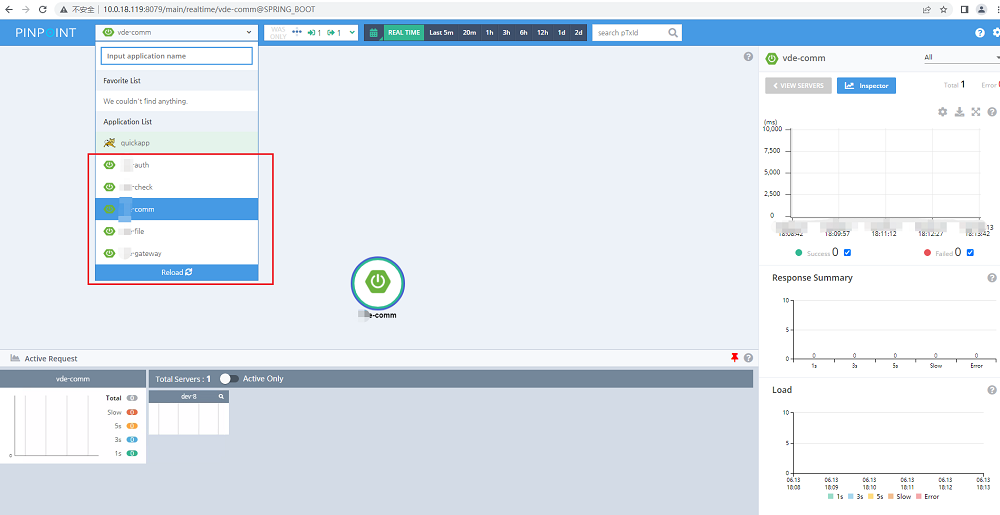 不安全 | 10.0.18.119:8079/main/realtime/vde-comm@SPRING_BOOT
PINPOINT
vde-comm
WAS ONLY
1
1
REAL TIME
Last 5m
20m
1h
3h
6h
12h
1d
2d
search pTxId
Input application name
Favorite List
We couldn't find anything.
Application List
quickapp
auth
check
-comm
file
-gateway
Reload
e-comm
vde-comm
All
VIEW SERVERS
Inspector
Total 1
Error
(ms)
10,000
7,500
5,000
2,500
0
18:08:42
18:09:57
18:11:12
18:12:27
18:13:42
Success 0
Failed 0
Response Summary
10
5
0
0
0
0
0
0
1s
3s
5s
Slow
Error
Load
10
5
0
06.13 18:08
06.13 18:09
06.13 18:10
06.13 18:11
06.13 18:12
06.13 18:13
1s
3s
5s
Slow
Error
Active Request
vde-comm
Total Servers : 1
Active Only
dev-8
0
Total 0
Slow 0
5s 0
3s 0
1s 0